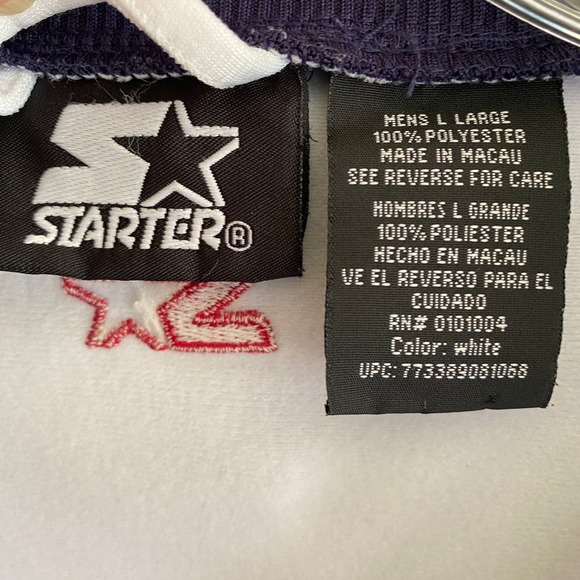 STARTER®
MENS L LARGE
100% POLYESTER
MADE IN MACAU
SEE REVERSE FOR CARE
HOMBRES L GRANDE
100% POLIESTER
HECHO EN MACAU
VE EL REVERSO PARA EL
CUIDADO
RN# 0101004
Color: white
UPC: 773389081068